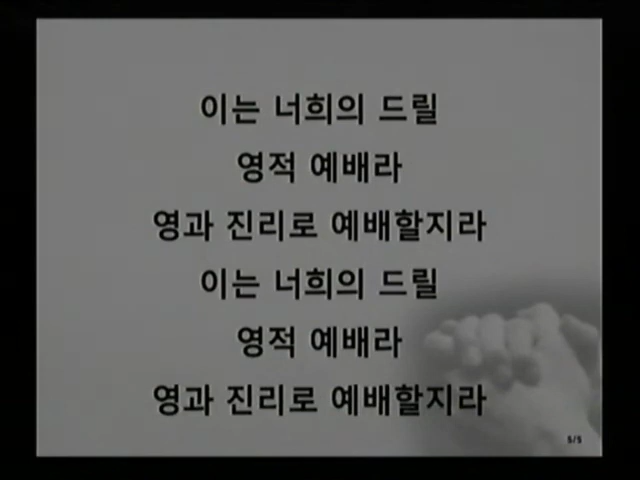 이는 너희의 드릴
영적 예배라
영과 진리로 예배할지라
이는 너희의 드릴
영적 예배라
영과 진리로 예배할지라
5/5